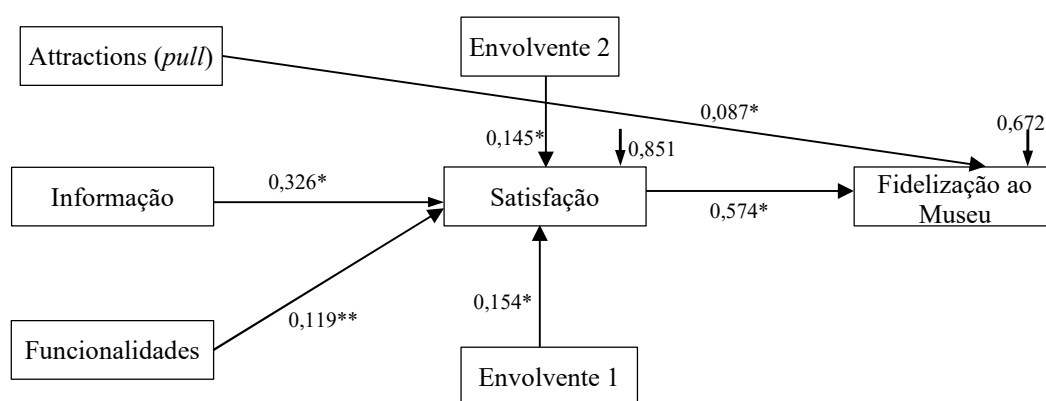 Envolvente 2
Attractions (pull)
0,087*
0,672
0,145*
0,851
Informação
0,326*
Satisfação
0,574*
Fidelização ao
Museu
0,154*
0,119**
Funcionalidades
Envolvente 1